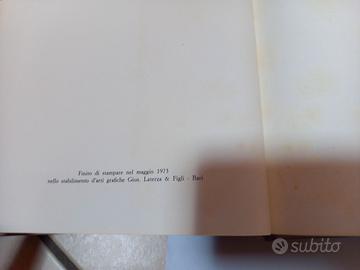 Finito di stampare nel maggio 1973
nello stabilimento d'arti grafiche Gius. Laterza & Figli - Bari
subito